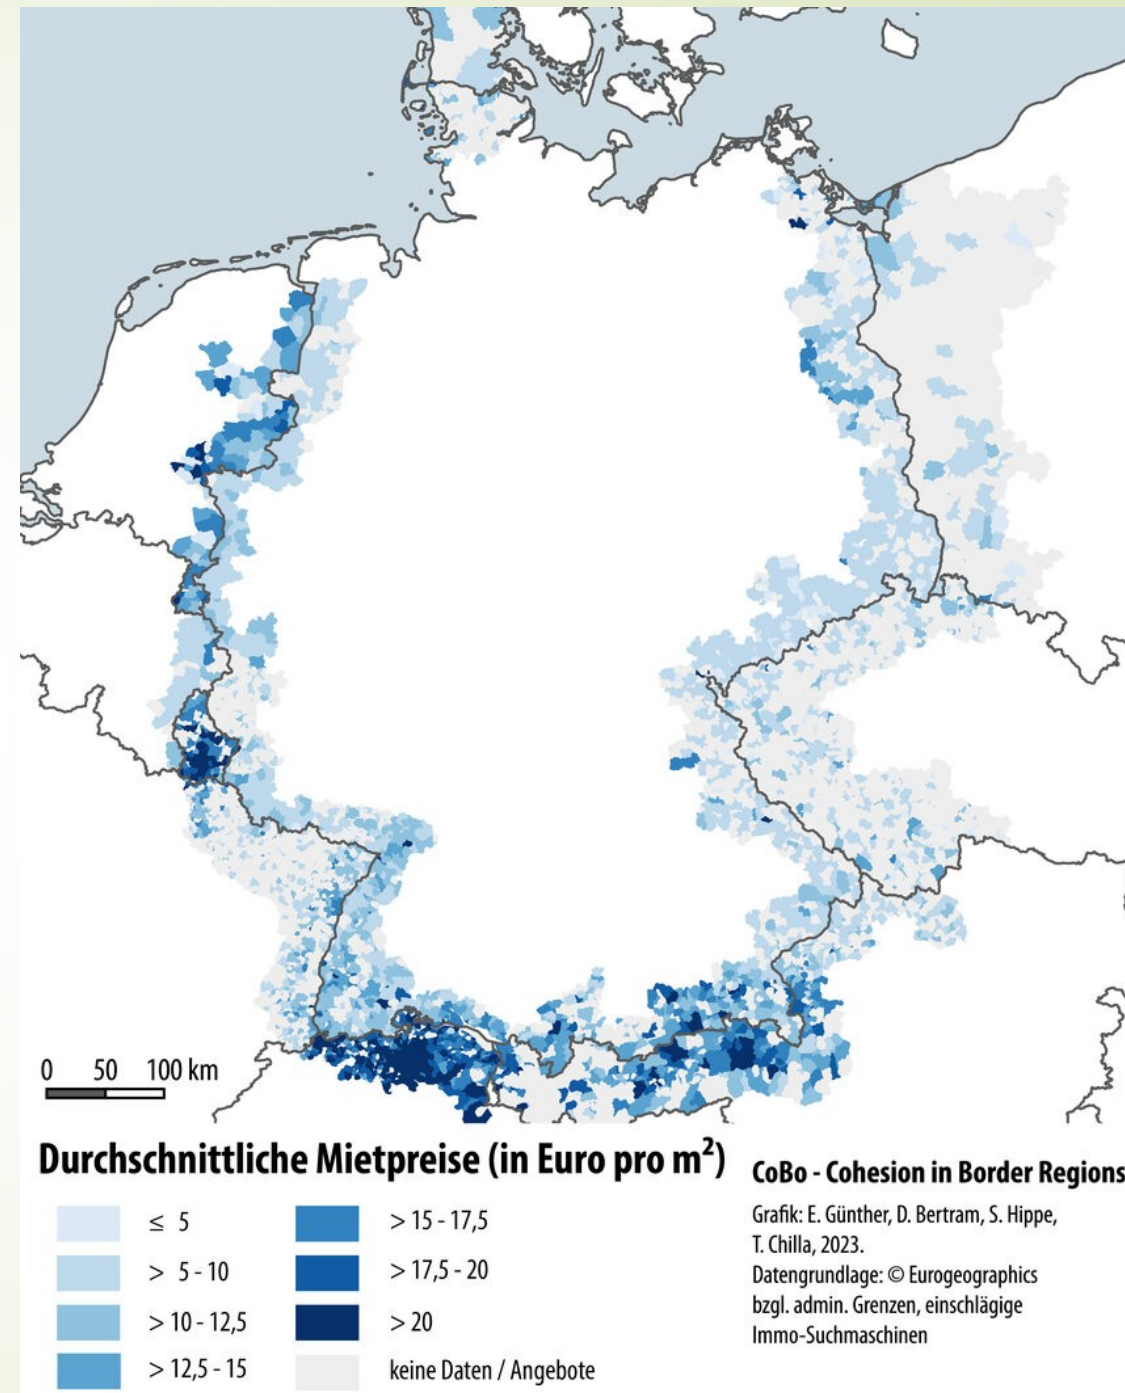 0 50 100 km
Durchschnittliche Mietpreise (in Euro pro m²)
≤ 5
> 5 - 10
> 10 - 12,5
> 12,5 - 15
> 15 - 17,5
> 17,5 - 20
> 20
keine Daten / Angebote
CoBo - Cohesion in Border Regions
Grafik: E. Günther, D. Bertram, S. Hippe,
T. Chilla, 2023.
Datengrundlage: © Eurogeographics
bzgl. admin. Grenzen, einschlägige
Immo-Suchmaschinen